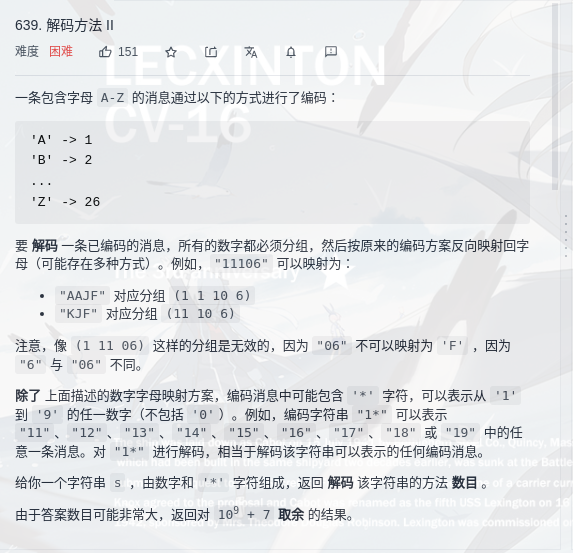 639. 解码方法 II
难度 困难 151
LECXINTON
CV-16
一条包含字母 A-Z 的消息通过以下的方式进行了编码：
'A' -> 1
'B' -> 2
...
'Z' -> 26
要 解码 一条已编码的消息，所有的数字都必须分组，然后按原来的编码方案反向映射回字
母（可能存在多种方式）。例如，"11106" 可以映射为：
• "AAJF" 对应分组 (1 1 10 6)
• "KJF" 对应分组 (11 10 6)
注意，像 (1 11 06) 这样的分组是无效的，因为 "06" 不可以映射为 'F' ，因为
"6" 与 "06" 不同。
除了 上面描述的数字字母映射方案，编码消息中可能包含 '*' 字符，可以表示从 '1'
到 '9' 的任一数字（不包括 '0' ）。例如，编码字符串 "1*" 可以表示
"11" 、 "12" 、 "13" 、 "14" 、 "15" 、 "16" 、 "17" 、 "18" 或 "19" 中的任
意一条消息。对 "1*" 进行解码，相当于解码该字符串可以表示的任何编码消息。
给你一个字符串 s ，由数字和 '*' 字符组成，返回 解码 该字符串的方法 数目 。
由于答案数目可能非常大，返回对 10^9 + 7 取余 的结果。